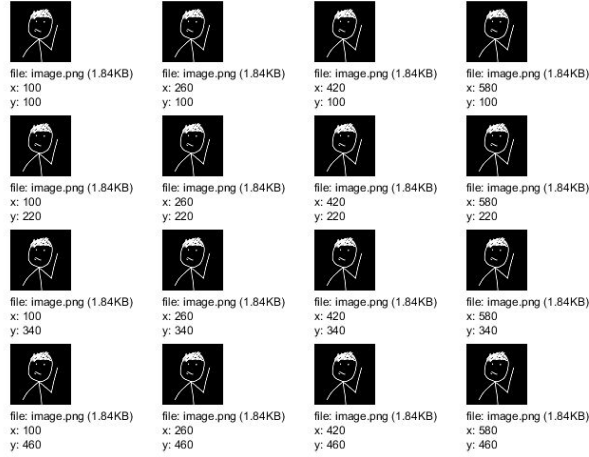 file: image.png (1.84KB)
x: 100
y: 100
file: image.png (1.84KB)
x: 260
y: 100
file: image.png (1.84KB)
x: 420
y: 100
file: image.png (1.84KB)
x: 580
y: 100
file: image.png (1.84KB)
x: 100
y: 220
file: image.png (1.84KB)
x: 260
y: 220
file: image.png (1.84KB)
x: 420
y: 220
file: image.png (1.84KB)
x: 580
y: 220
file: image.png (1.84KB)
x: 100
y: 340
file: image.png (1.84KB)
x: 260
y: 340
file: image.png (1.84KB)
x: 420
y: 340
file: image.png (1.84KB)
x: 580
y: 340
file: image.png (1.84KB)
x: 100
y: 460
file: image.png (1.84KB)
x: 260
y: 460
file: image.png (1.84KB)
x: 420
y: 460
file: image.png (1.84KB)
x: 580
y: 460